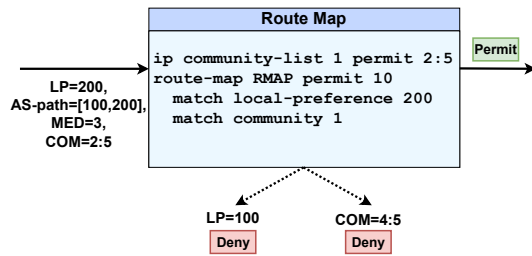 Route Map
ip community-list 1 permit 2:5
route-map RMAP permit 10
match local-preference 200
match community 1
Permit
LP=200,
AS-path=[100,200],
MED=3,
COM=2:5
LP=100
Deny
COM=4:5
Deny